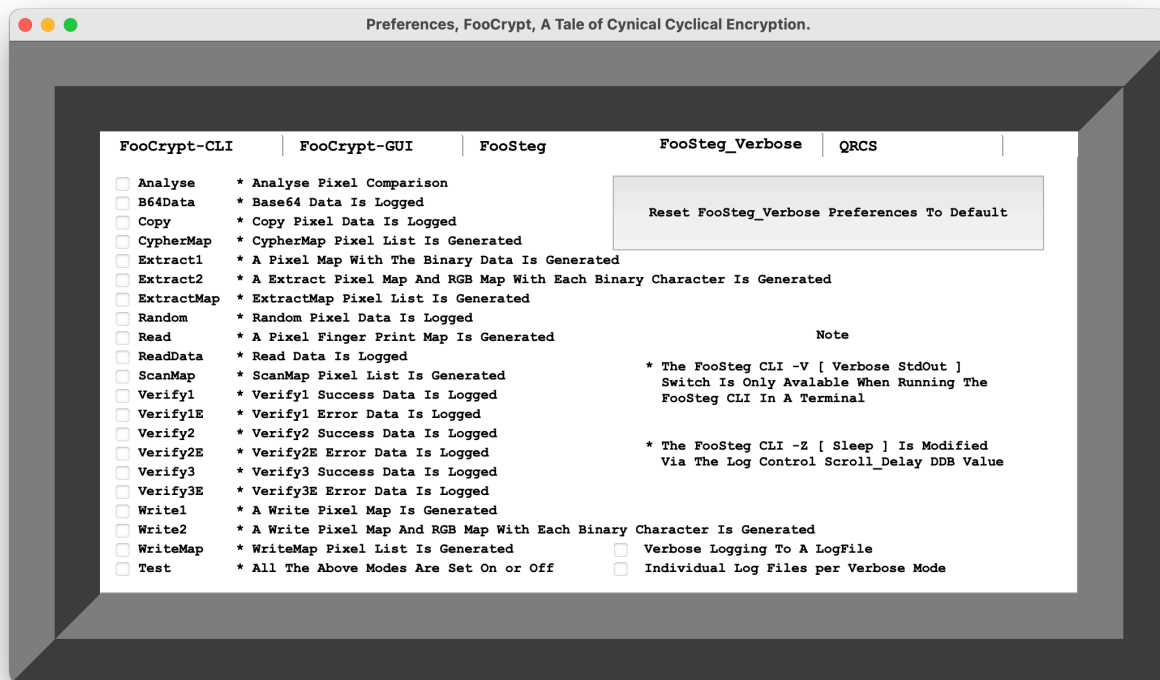 Preferences, FooCrypt, A Tale of Cynical Cyclical Encryption.
FooCrypt-CLI FooCrypt-GUI FooSteg FooSteg_Verbose QRCS
Analyse * Analyse Pixel Comparison
B64Data * Base64 Data Is Logged
Copy * Copy Pixel Data Is Logged
CypherMap * CypherMap Pixel List Is Generated
Extract1 * A Pixel Map With The Binary Data Is Generated
Extract2 * A Extract Pixel Map And RGB Map With Each Binary Character Is Generated
ExtractMap * ExtractMap Pixel List Is Generated
Random * Random Pixel Data Is Logged
Read * A Pixel Finger Print Map Is Generated
ReadData * Read Data Is Logged
ScanMap * ScanMap Pixel List Is Generated
Verify1 * Verify1 Success Data Is Logged
Verify1E * Verify1 Error Data Is Logged
Verify2 * Verify2 Success Data Is Logged
Verify2E * Verify2E Error Data Is Logged
Verify3 * Verify3 Success Data Is Logged
Verify3E * Verify3E Error Data Is Logged
Write1 * A Write Pixel Map Is Generated
Write2 * A Write Pixel Map And RGB Map With Each Binary Character Is Generated
WriteMap * WriteMap Pixel List Is Generated
Test * All The Above Modes Are Set On or Off
Reset FooSteg_Verbose Preferences To Default
Note
* The FooSteg CLI -V [ Verbose StdOut ]
Switch Is Only Avalable When Running The
FooSteg CLI In A Terminal
* The FooSteg CLI -Z [ Sleep ] Is Modified
Via The Log Control Scroll_Delay DDB Value
Verbose Logging To A LogFile
Individual Log Files per Verbose Mode